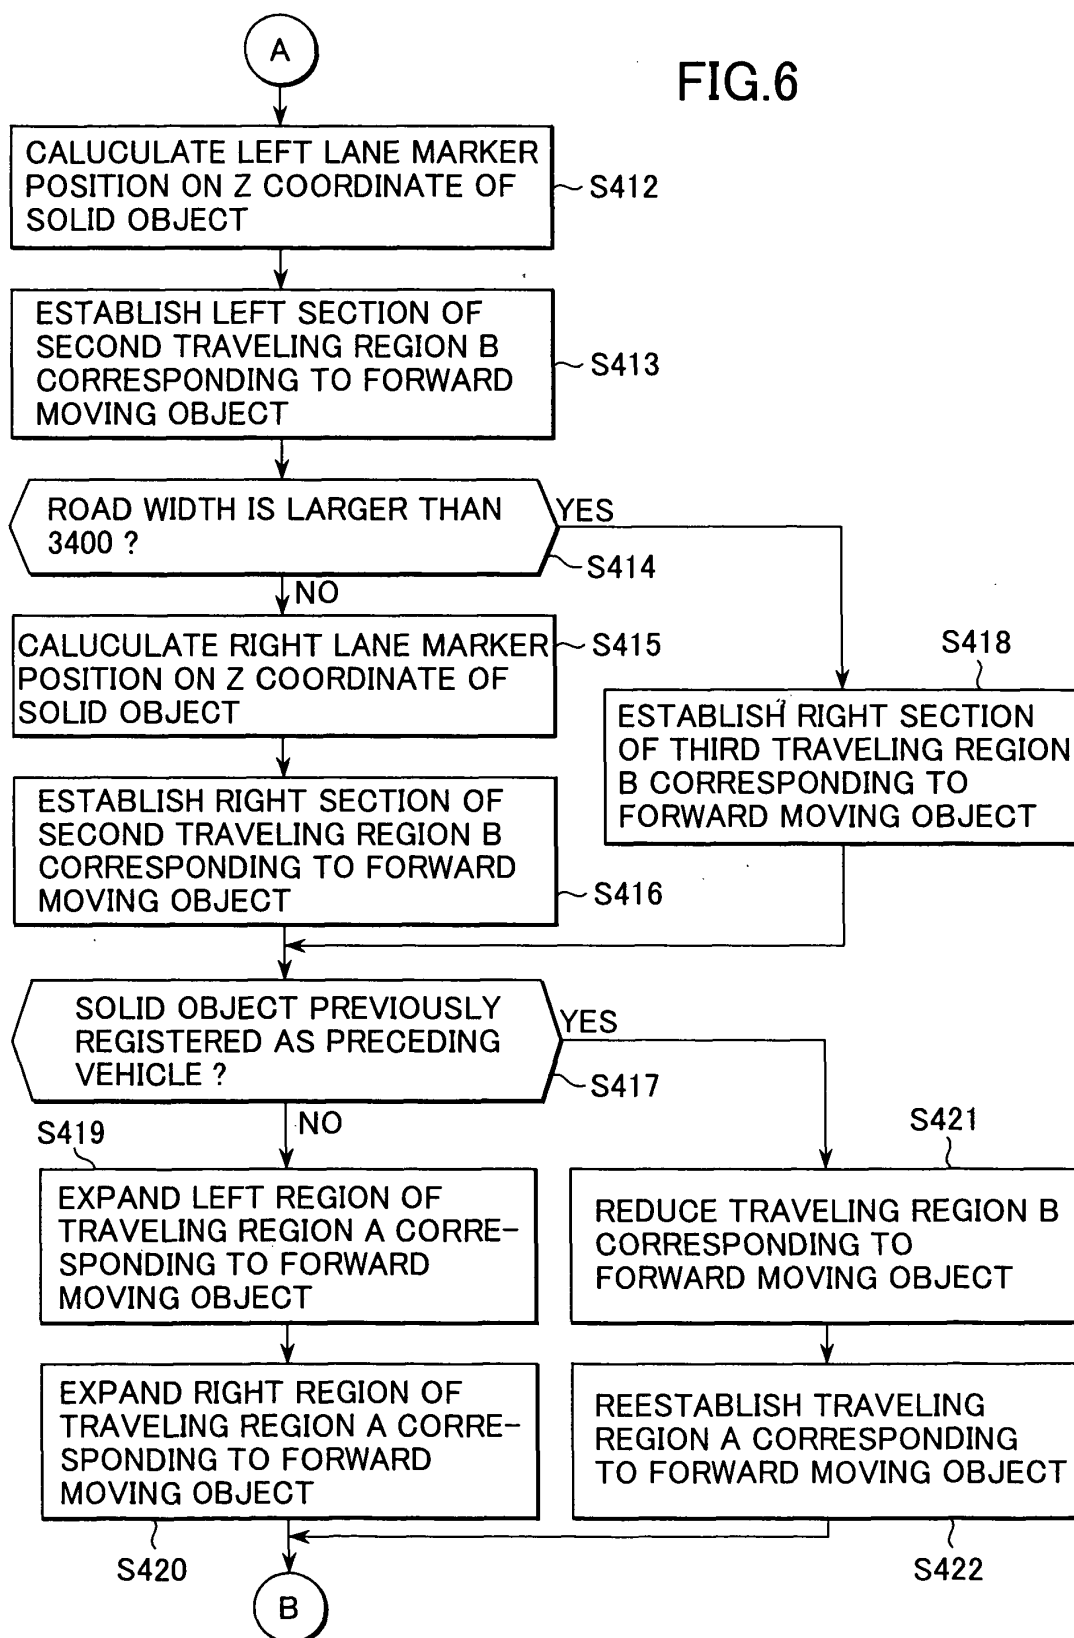 A
FIG.6
CALUCULATE LEFT LANE MARKER
POSITION ON Z COORDINATE OF
SOLID OBJECT
S412
ESTABLISH LEFT SECTION OF
SECOND TRAVELING REGION B
CORRESPONDING TO FORWARD
MOVING OBJECT
S413
ROAD WIDTH IS LARGER THAN
3400 ?
YES
S414
NO
CALUCULATE RIGHT LANE MARKER
POSITION ON Z COORDINATE OF
SOLID OBJECT
S415
S418
ESTABLISH RIGHT SECTION
OF THIRD TRAVELING REGION
B CORRESPONDING TO
FORWARD MOVING OBJECT
ESTABLISH RIGHT SECTION OF
SECOND TRAVELING REGION B
CORRESPONDING TO FORWARD
MOVING OBJECT
S416
SOLID OBJECT PREVIOUSLY
REGISTERED AS PRECEDING
VEHICLE ?
YES
S417
NO
S419
EXPAND LEFT REGION OF
TRAVELING REGION A CORRE-
SPONDING TO FORWARD
MOVING OBJECT
S421
REDUCE TRAVELING REGION B
CORRESPONDING TO
FORWARD MOVING OBJECT
EXPAND RIGHT REGION OF
TRAVELING REGION A CORRE-
SPONDING TO FORWARD
MOVING OBJECT
S420
REESTABLISH TRAVELING
REGION A CORRESPONDING
TO FORWARD MOVING OBJECT
S422
B